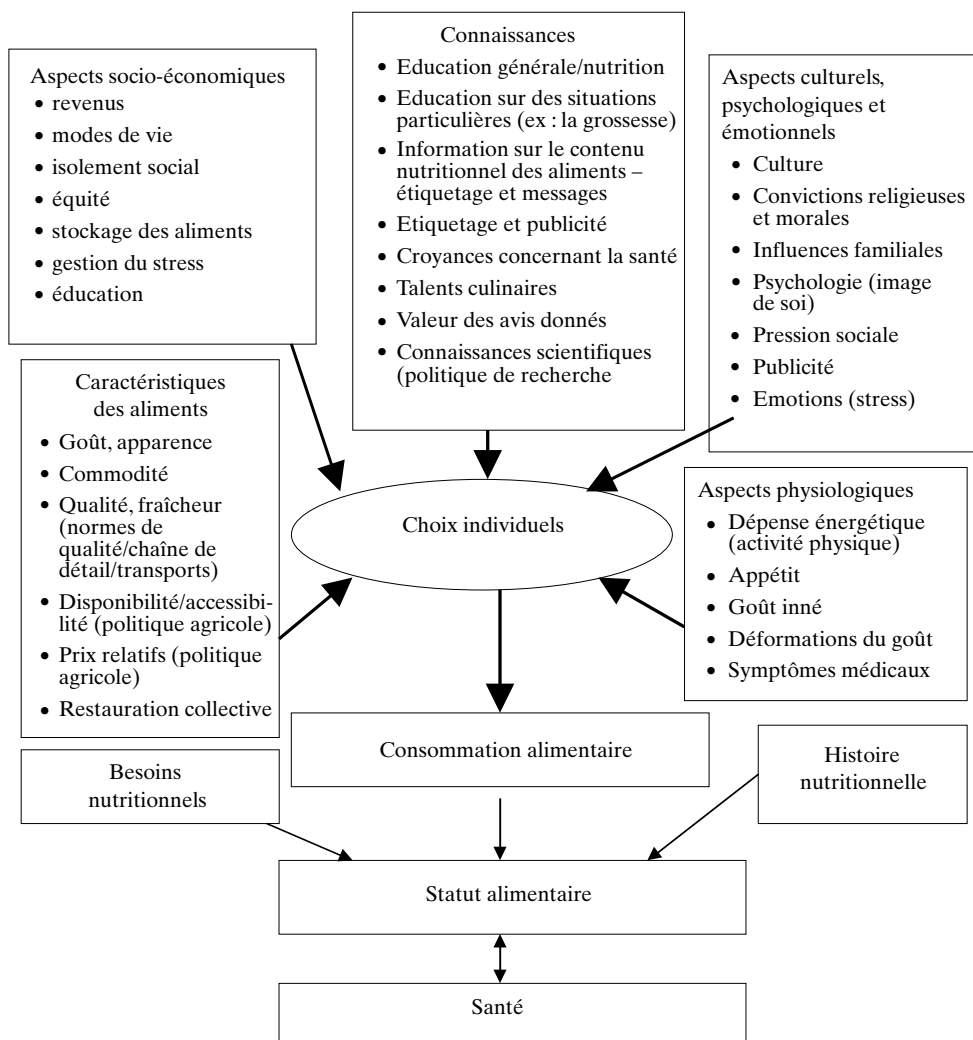 Aspects socio-économiques
• revenus
• modes de vie
• isolement social
• équité
• stockage des aliments
• gestion du stress
• éducation
Connaissances
• Education générale/nutrition
• Education sur des situations
particulières (ex : la grossesse)
• Information sur le contenu
nutritionnel des aliments –
étiquetage et messages
• Etiquetage et publicité
• Croyances concernant la santé
• Talents culinaires
• Valeur des avis donnés
• Connaissances scientifiques
(politique de recherche
Aspects culturels,
psychologiques et
émotionnels
• Culture
• Convictions religieuses
et morales
• Influences familiales
• Psychologie (image
de soi)
• Pression sociale
• Publicité
• Emotions (stress)
Caractéristiques
des aliments
• Goût, apparence
• Commodité
• Qualité, fraîcheur
(normes de
qualité/chaîne de
détail/transports)
• Disponibilité/accessibi-
lité (politique agricole)
• Prix relatifs (politique
agricole)
• Restauration collective
Choix individuels
Aspects physiologiques
• Dépense énergétique
(activité physique)
• Appétit
• Goût inné
• Déformations du goût
• Symptômes médicaux
Consommation alimentaire
Besoins
nutritionnels
Histoire
nutritionnelle
Statut alimentaire
Santé